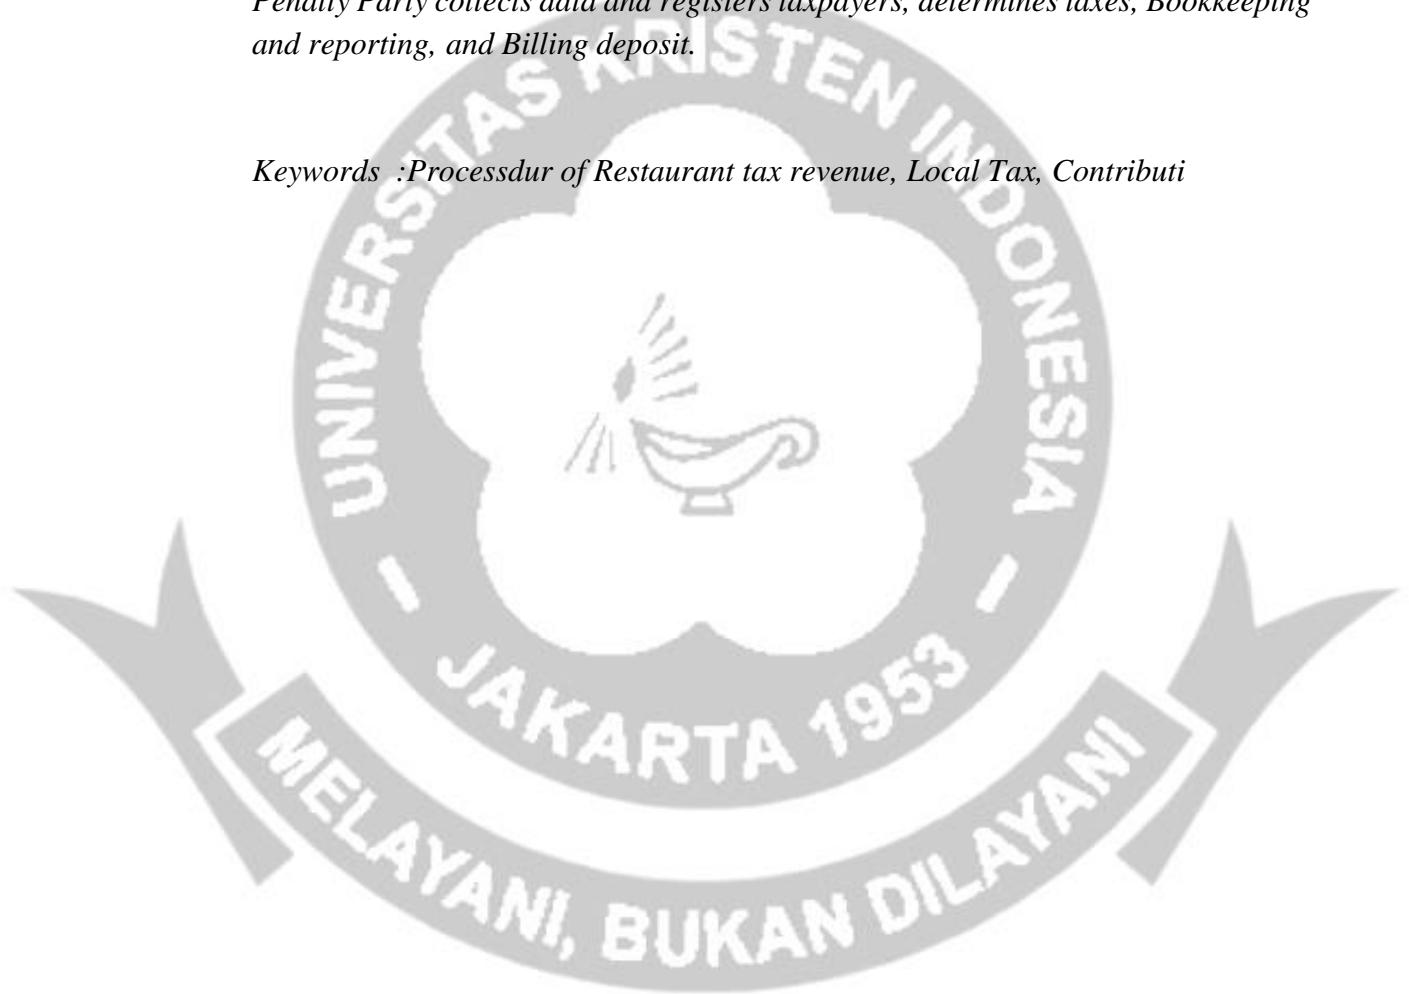 Penalty Party collects data and registers taxpayers, determines taxes, Bookkeeping
and reporting, and Billing deposit.
Keywords :Processdur of Restaurant tax revenue, Local Tax, Contributi
UNIVERSITAS KRISTEN INDONESIA
JAKARTA 1953
MELAYANI, BUKAN DILAYANI